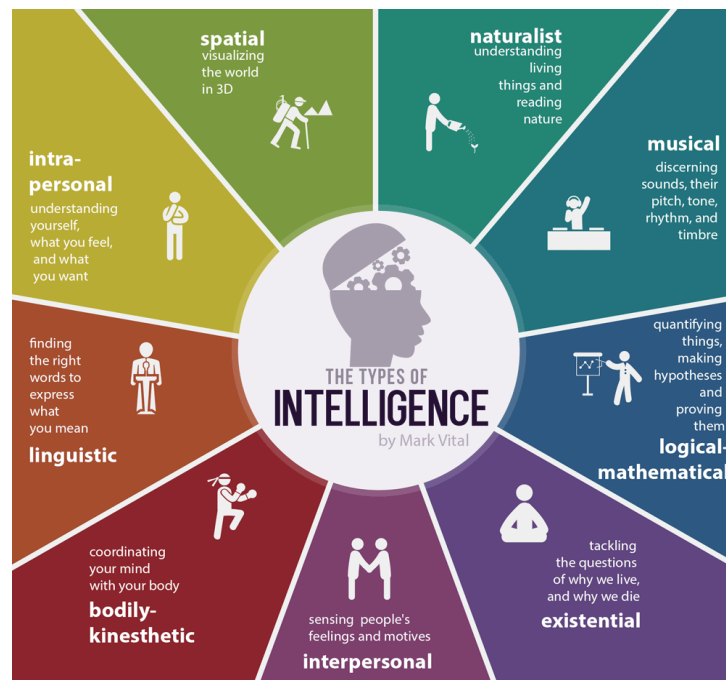 spatial
visualizing
the world
in 3D
naturalist
understanding
living
things and
reading
nature
musical
discerning
sounds, their
pitch, tone,
rhythm, and
timbre
quantifying
things,
making
hypotheses
and
proving
them
logical-
mathematical
tackling
the questions
of why we live,
and why we die
existential
sensing people's
feelings and motives
interpersonal
coordinating
your mind
with your body
bodily-
kinesthetic
finding
the right
words to
express
what
you mean
linguistic
intra-
personal
understanding
yourself,
what you feel,
and what
you want
THE TYPES OF
INTELLIGENCE
by Mark Vital